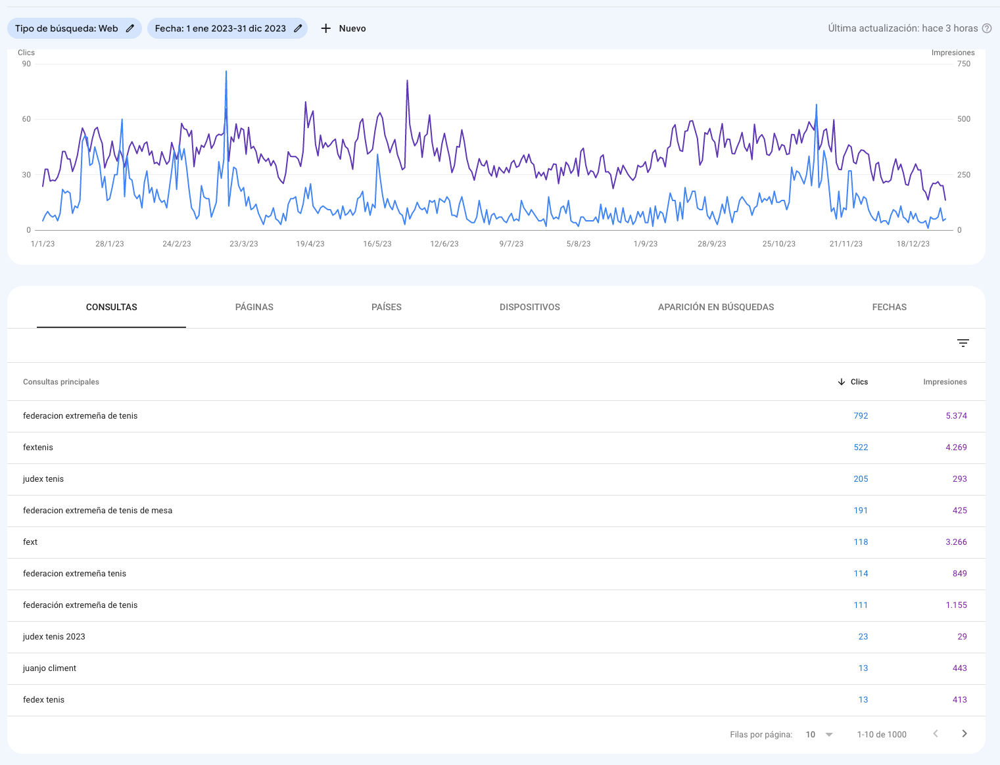 Tipo de búsqueda: Web
Fecha: 1 ene 2023-31 dic 2023
Nuevo
Última actualización: hace 3 horas
Clics
Impresiones
90
750
60
500
30
250
0
0
1/1/23 28/1/23 24/2/23 23/3/23 19/4/23 16/5/23 12/6/23 9/7/23 5/8/23 1/9/23 28/9/23 25/10/23 21/11/23 18/12/23
CONSULTAS PÁGINAS PAÍSES DISPOSITIVOS APARICIÓN EN BÚSQUEDAS FECHAS
Consultas principales Clics Impresiones
federacion extremeña de tenis 792 5.374
fextenis 522 4.269
judex tenis 205 293
federacion extremeña de tenis de mesa 191 425
fext 118 3.266
federacion extremeña tenis 114 849
federación extremeña de tenis 111 1.155
judex tenis 2023 23 29
juanjo climent 13 443
fedex tenis 13 413
Filas por página: 10 1-10 de 1000